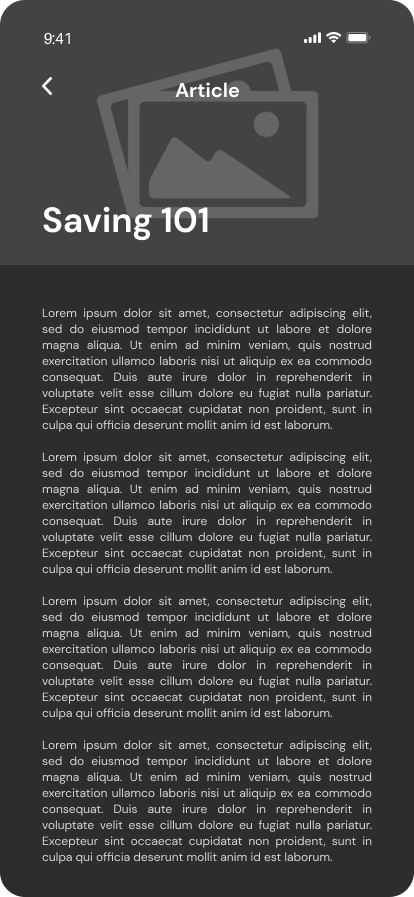 9:41
Article
Saving 101
Lorem ipsum dolor sit amet, consectetur adipiscing elit,
sed do eiusmod tempor incididunt ut labore et dolore
magna aliqua. Ut enim ad minim veniam, quis nostrud
exercitation ullamco laboris nisi ut aliquip ex ea commodo
consequat. Duis aute irure dolor in reprehenderit in
voluptate velit esse cillum dolore eu fugiat nulla pariatur.
Excepteur sint occaecat cupidatat non proident, sunt in
culpa qui officia deserunt mollit anim id est laborum.
Lorem ipsum dolor sit amet, consectetur adipiscing elit,
sed do eiusmod tempor incididunt ut labore et dolore
magna aliqua. Ut enim ad minim veniam, quis nostrud
exercitation ullamco laboris nisi ut aliquip ex ea commodo
consequat. Duis aute irure dolor in reprehenderit in
voluptate velit esse cillum dolore eu fugiat nulla pariatur.
Excepteur sint occaecat cupidatat non proident, sunt in
culpa qui officia deserunt mollit anim id est laborum.
Lorem ipsum dolor sit amet, consectetur adipiscing elit,
sed do eiusmod tempor incididunt ut labore et dolore
magna aliqua. Ut enim ad minim veniam, quis nostrud
exercitation ullamco laboris nisi ut aliquip ex ea commodo
consequat. Duis aute irure dolor in reprehenderit in
voluptate velit esse cillum dolore eu fugiat nulla pariatur.
Excepteur sint occaecat cupidatat non proident, sunt in
culpa qui officia deserunt mollit anim id est laborum.
Lorem ipsum dolor sit amet, consectetur adipiscing elit,
sed do eiusmod tempor incididunt ut labore et dolore
magna aliqua. Ut enim ad minim veniam, quis nostrud
exercitation ullamco laboris nisi ut aliquip ex ea commodo
consequat. Duis aute irure dolor in reprehenderit in
voluptate velit esse cillum dolore eu fugiat nulla pariatur.
Excepteur sint occaecat cupidatat non proident, sunt in
culpa qui officia deserunt mollit anim id est laborum.